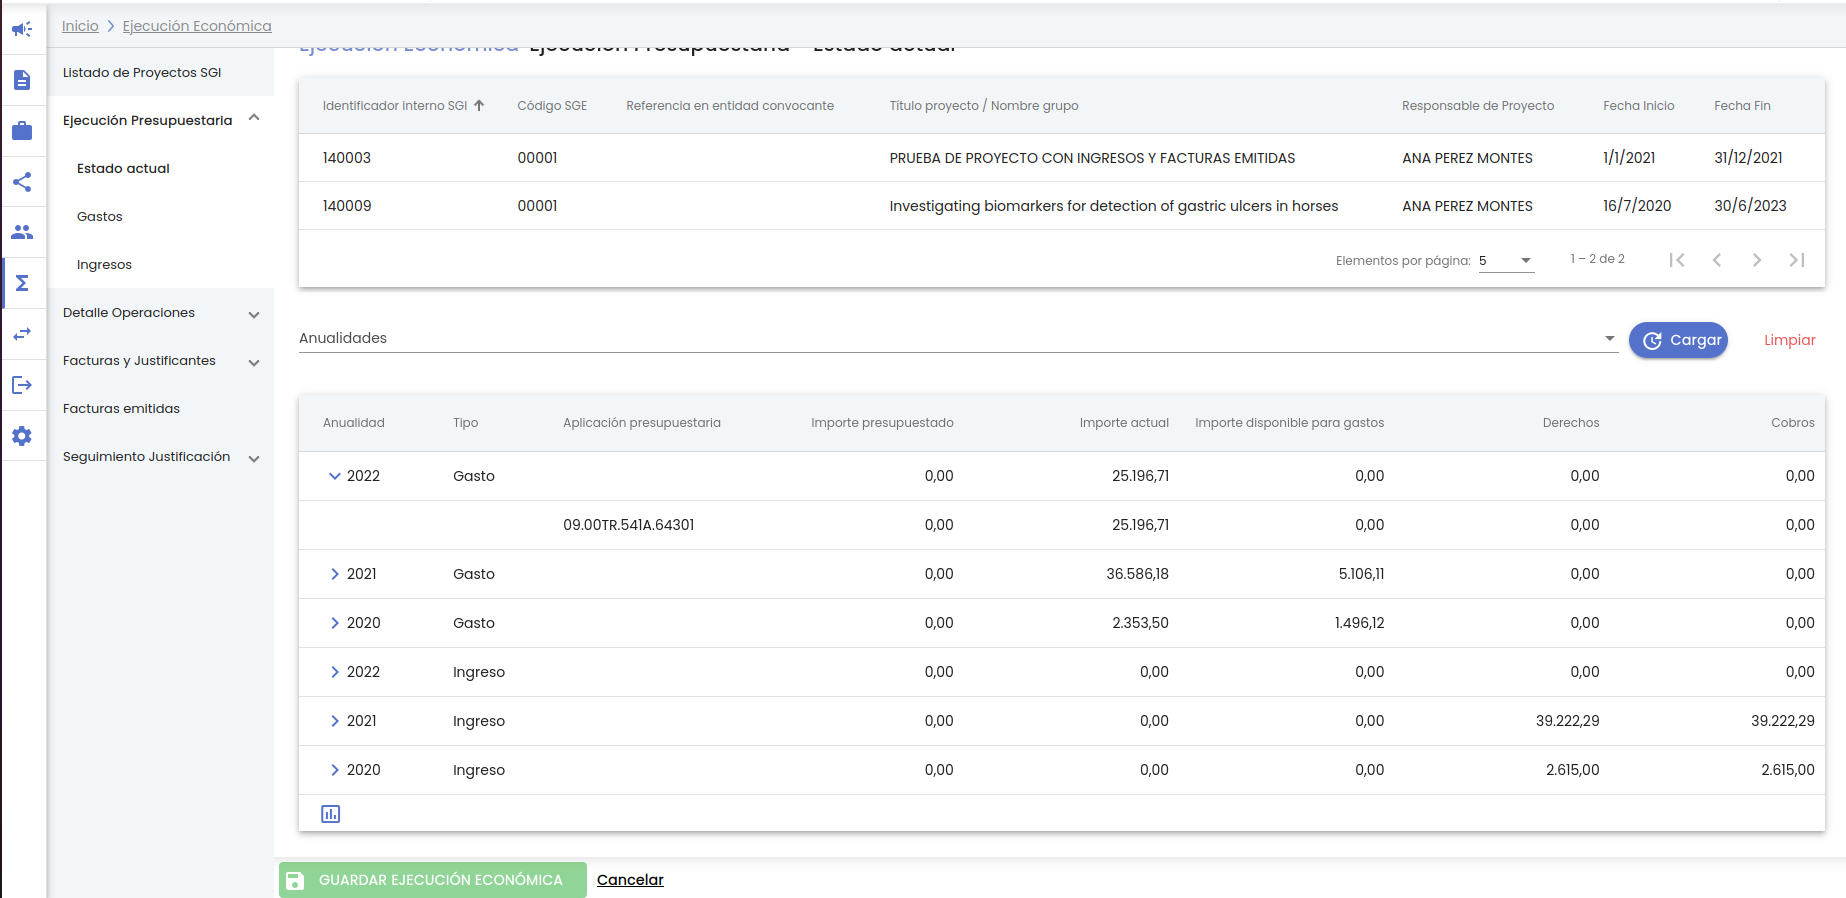 Inicio > Ejecución Económica
Ejecución Económica Ejecución Presupuestaria - Estado actual
Listado de Proyectos SGI
Ejecución Presupuestaria
Estado actual
Gastos
Ingresos
Detalle Operaciones
Facturas y Justificantes
Facturas emitidas
Seguimiento Justificación
Identificador interno SGI Código SGE Referencia en entidad convocante Título proyecto / Nombre grupo Responsable de Proyecto Fecha Inicio Fecha Fin
140003 00001 PRUEBA DE PROYECTO CON INGRESOS Y FACTURAS EMITIDAS ANA PEREZ MONTES 1/1/2021 31/12/2021
140009 00001 Investigating biomarkers for detection of gastric ulcers in horses ANA PEREZ MONTES 16/7/2020 30/6/2023
Elementos por página: 5 1 – 2 de 2
Anualidades Cargar Limpiar
Anualidad Tipo Aplicación presupuestaria Importe presupuestado Importe actual Importe disponible para gastos Derechos Cobros
2022 Gasto 0,00 25.196,71 0,00 0,00 0,00
09.00TR.541A.64301 0,00 25.196,71 0,00 0,00 0,00
2021 Gasto 0,00 36.586,18 5.106,11 0,00 0,00
2020 Gasto 0,00 2.353,50 1.496,12 0,00 0,00
2022 Ingreso 0,00 0,00 0,00 0,00 0,00
2021 Ingreso 0,00 0,00 0,00 39.222,29 39.222,29
2020 Ingreso 0,00 0,00 0,00 2.615,00 2.615,00
GUARDAR EJECUCIÓN ECONÓMICA Cancelar